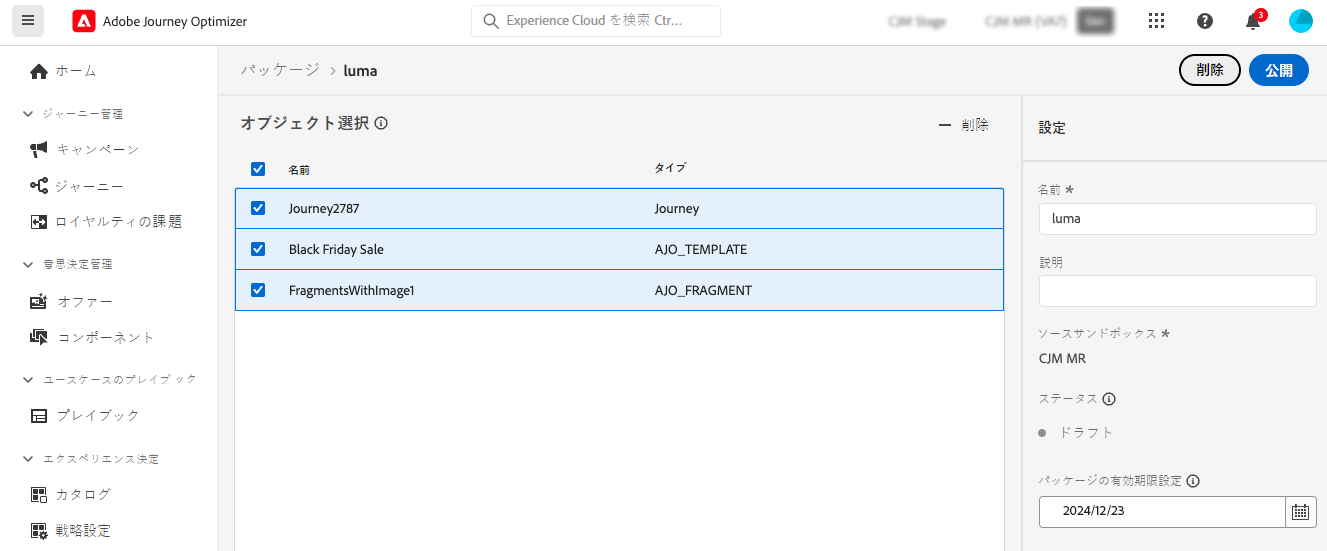 Adobe Journey Optimizer
Experience Cloud を検索 Ctr...
3
ホーム
ジャーニー管理
キャンペーン
ジャーニー
ロイヤルティの課題
意思決定管理
オファー
コンポーネント
ユースケースのプレイブック
プレイブック
エクスペリエンス決定
カタログ
戦略設定
パッケージ > luma
削除 公開
オブジェクト選択
削除
名前 タイプ
Journey2787 Journey
Black Friday Sale AJO_TEMPLATE
FragmentsWithImage1 AJO_FRAGMENT
設定
名前 *
luma
説明
ソースサンドボックス *
CJM MR
ステータス
ドラフト
パッケージの有効期限設定
2024/12/23